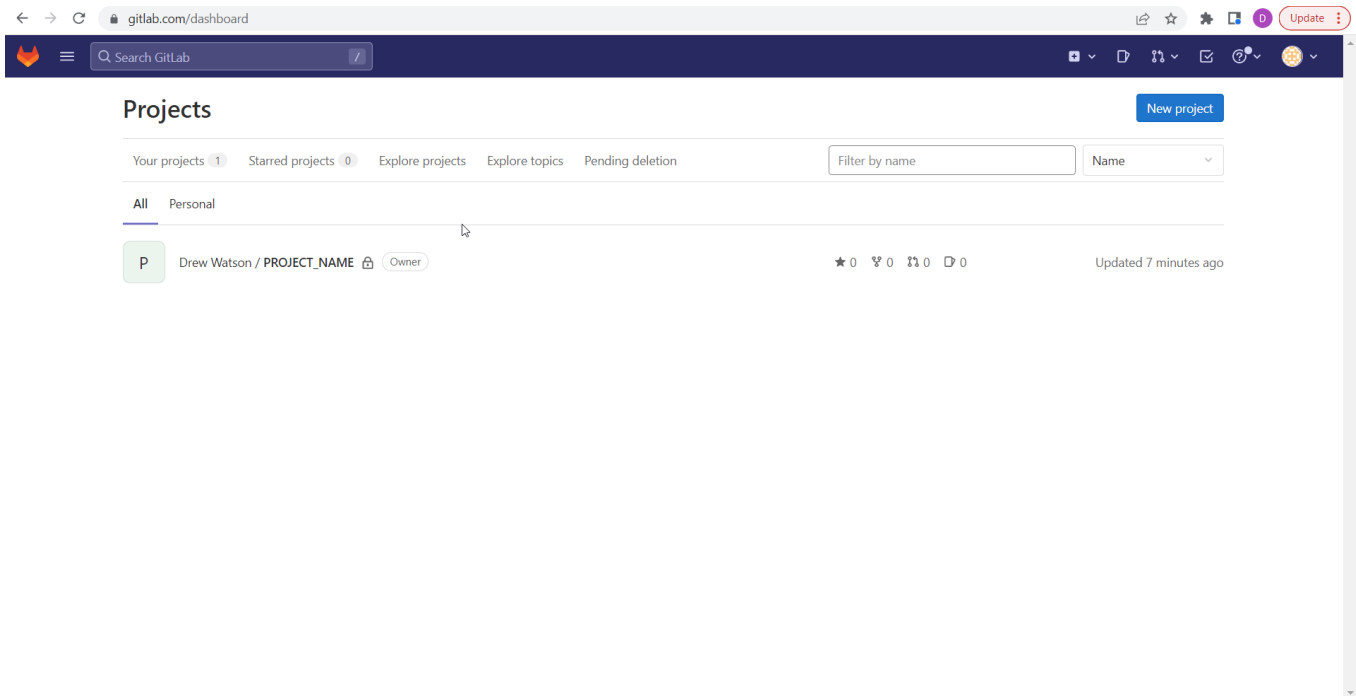 gitlab.com/dashboard
D
Update
Search GitLab /
Projects
New project
Your projects 1 Starred projects 0 Explore projects Explore topics Pending deletion Filter by name Name
All Personal
P Drew Watson / PROJECT_NAME Owner 0 0 0 0 Updated 7 minutes ago